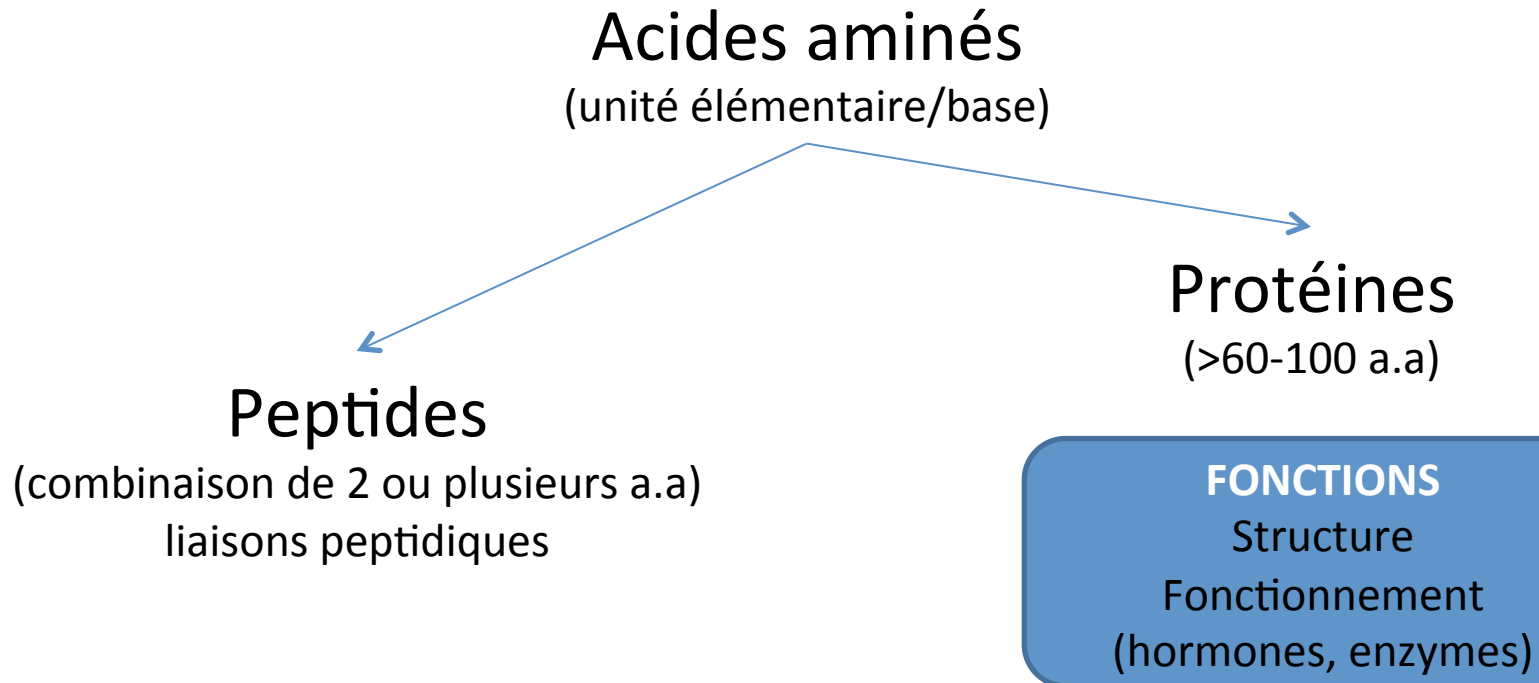 Acides aminés
(unité élémentaire/base)
Protéines
(>60-100 a.a)
Peptides
(combinaison de 2 ou plusieurs a.a)
liaisons peptidiques
FONCTIONS
Structure
Fonctionnement
(hormones, enzymes)